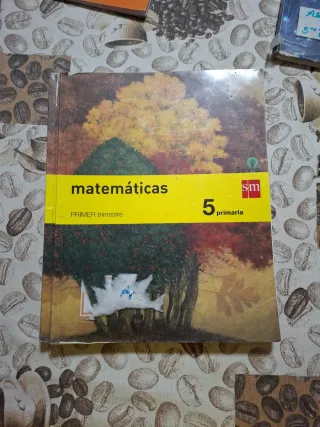 matemáticas
sm
PRIMER trimestre
5 primaria